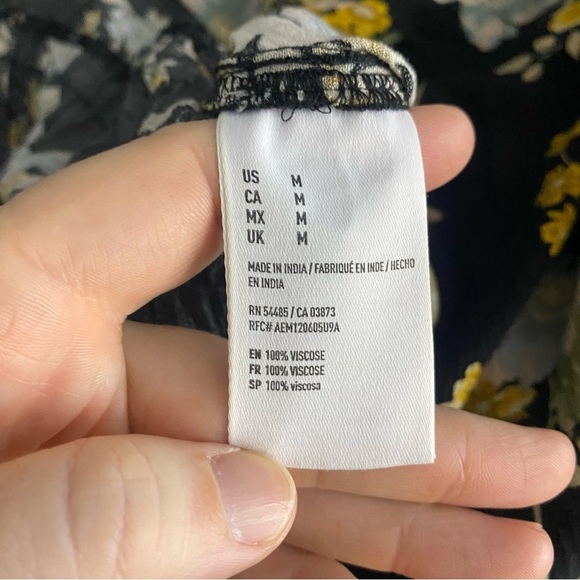 US M
CA M
MX M
UK M
MADE IN INDIA / FABRIQUÉ EN INDE / HECHO
EN INDIA
RN 54485 / CA 03873
RFC# AEM120605U9A
EN 100% VISCOSE
FR 100% VISCOSE
SP 100% viscosa